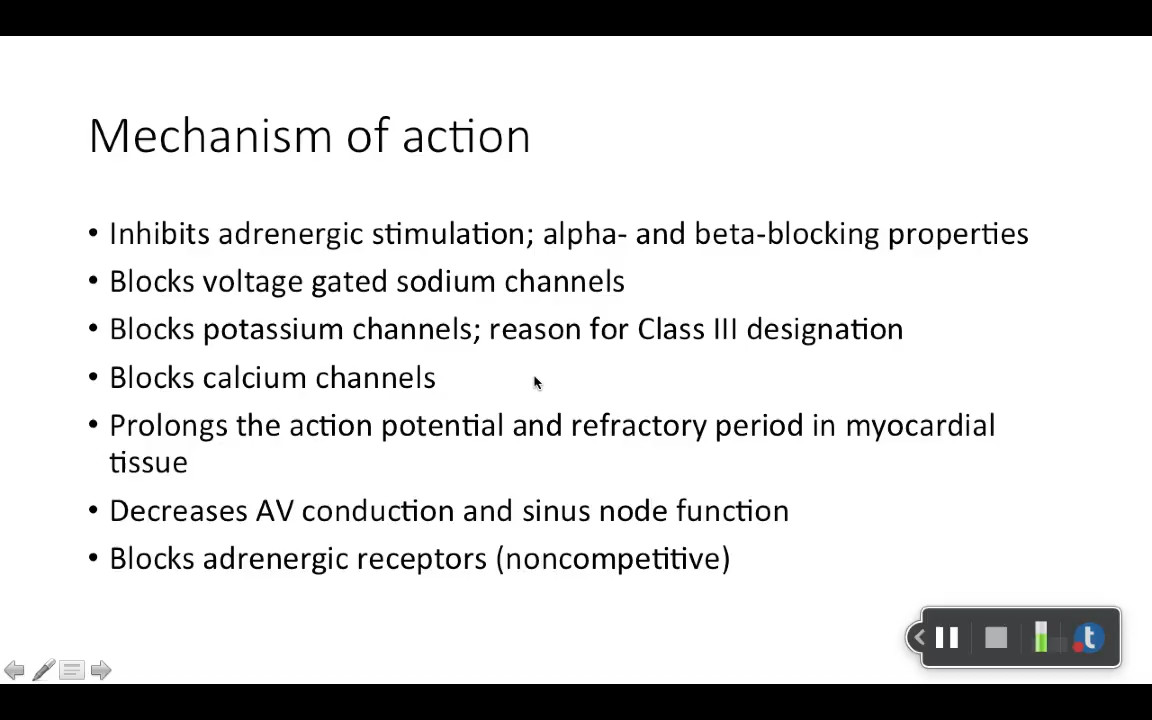 Mechanism of action
• Inhibits adrenergic stimulation; alpha- and beta-blocking properties
• Blocks voltage gated sodium channels
• Blocks potassium channels; reason for Class III designation
• Blocks calcium channels
• Prolongs the action potential and refractory period in myocardial
tissue
• Decreases AV conduction and sinus node function
• Blocks adrenergic receptors (noncompetitive)
t